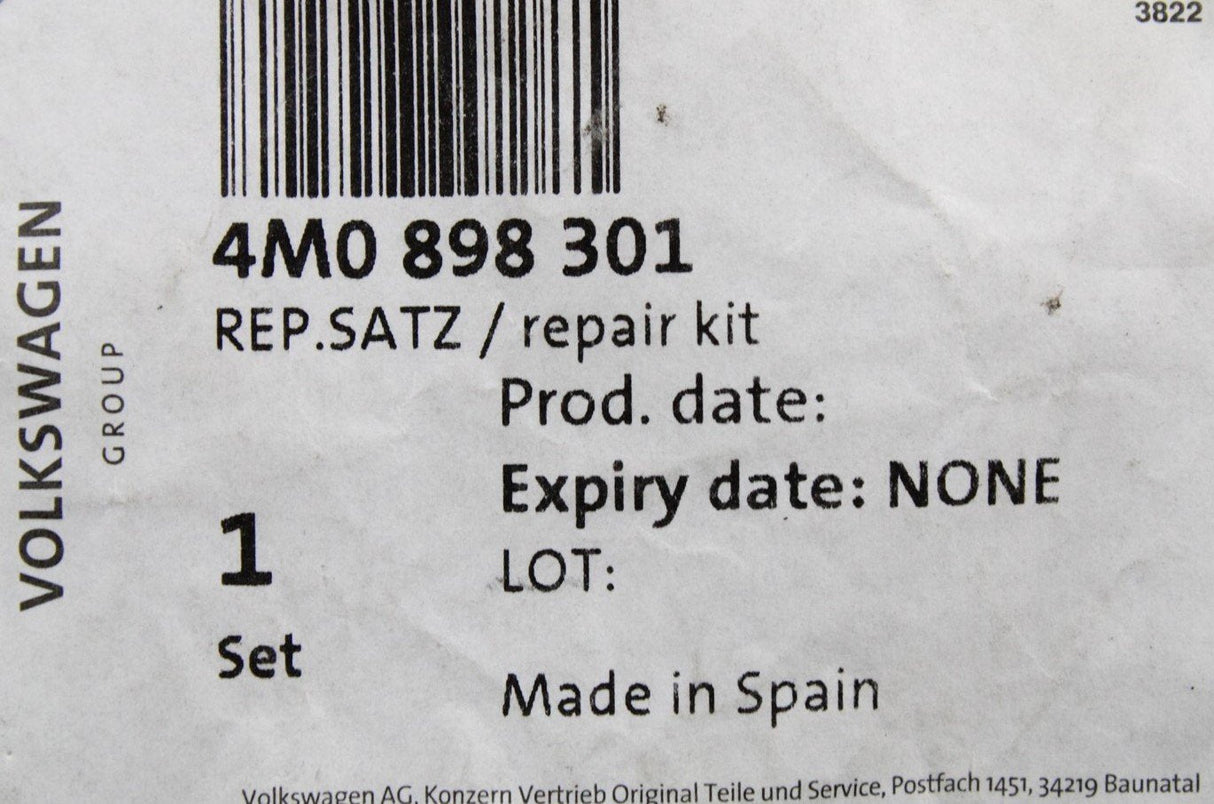 3822
VOLKSWAGEN
GROUP
4M0 898 301
REP.SATZ / repair kit
Prod. date:
Expiry date: NONE
1
LOT:
Set
Made in Spain
Volkswagen AG, Konzern Vertrieb Original Teile und Service, Postfach 1451, 34219 Baunatal